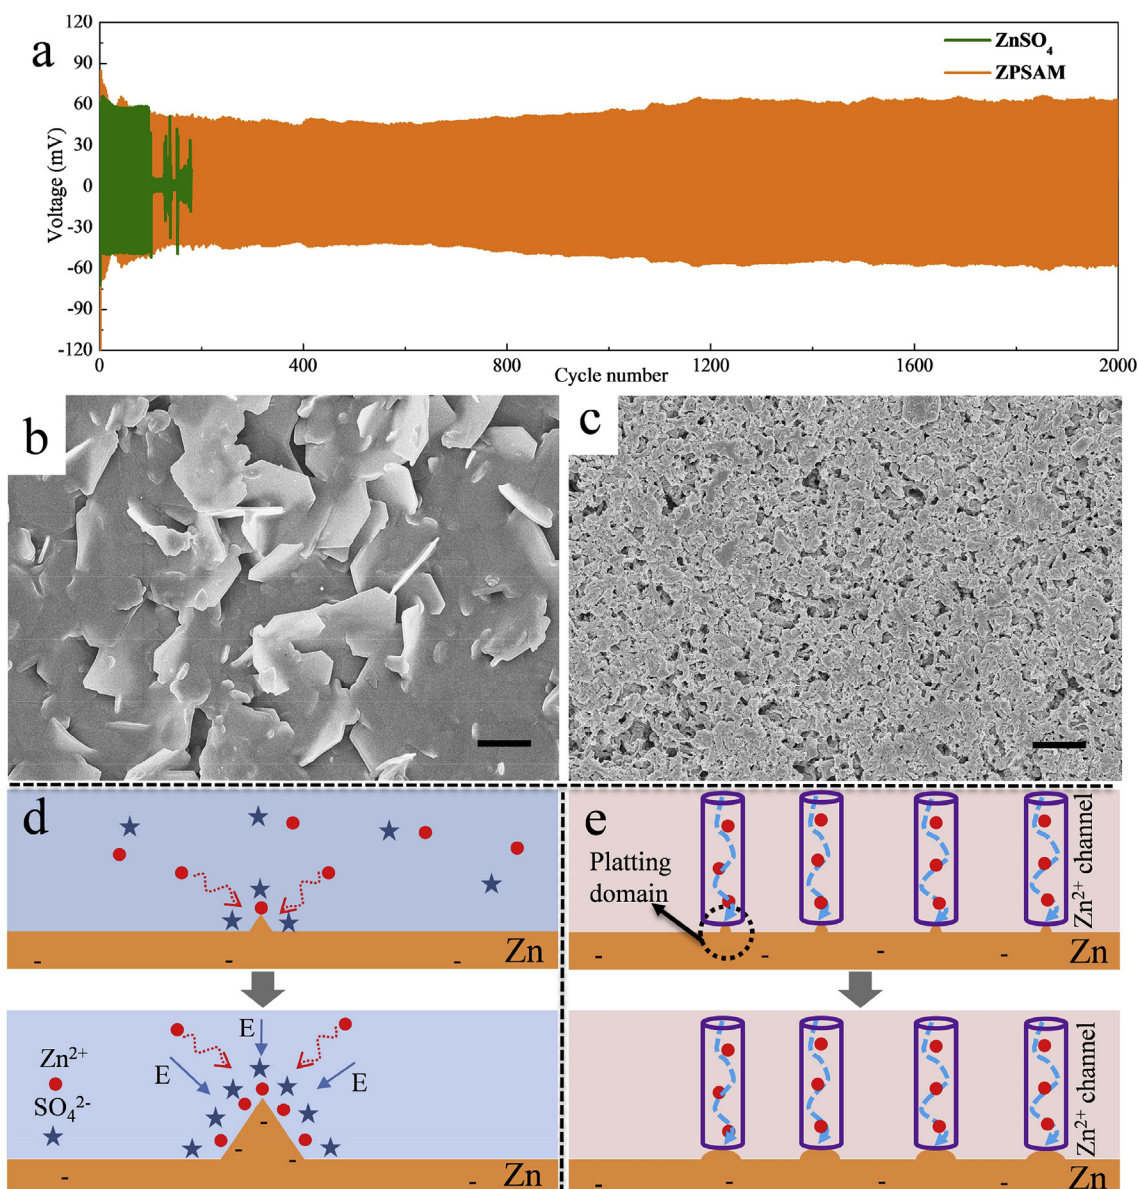 a
120
90
60
30
0
-30
-60
-90
-120
Voltage (mV)
ZnSO₄
ZPSAM
0
400
800
1200
1600
2000
Cycle number
b
c
d
Zn
- - -
E
E
E
Zn²⁺
SO₄²⁻
- - -
- -
Zn
e
Platting
domain
Zn²⁺ channel
Zn
- - - -
Zn²⁺ channel
Zn
- - - -